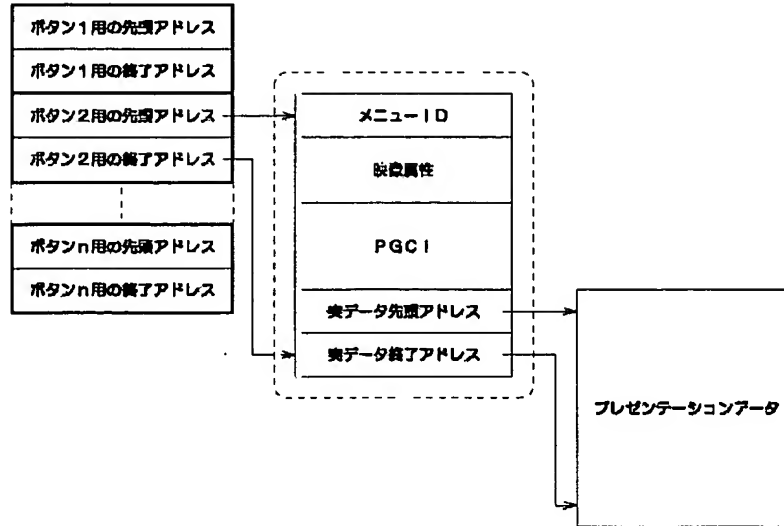 ボタン1用の先頭アドレス
ボタン1用の終了アドレス
ボタン2用の先頭アドレス
ボタン2用の終了アドレス
ボタンn用の先頭アドレス
ボタンn用の終了アドレス
メニューID
映像属性
PGCI
実データ先頭アドレス
実データ終了アドレス
プレゼンテーションアータ